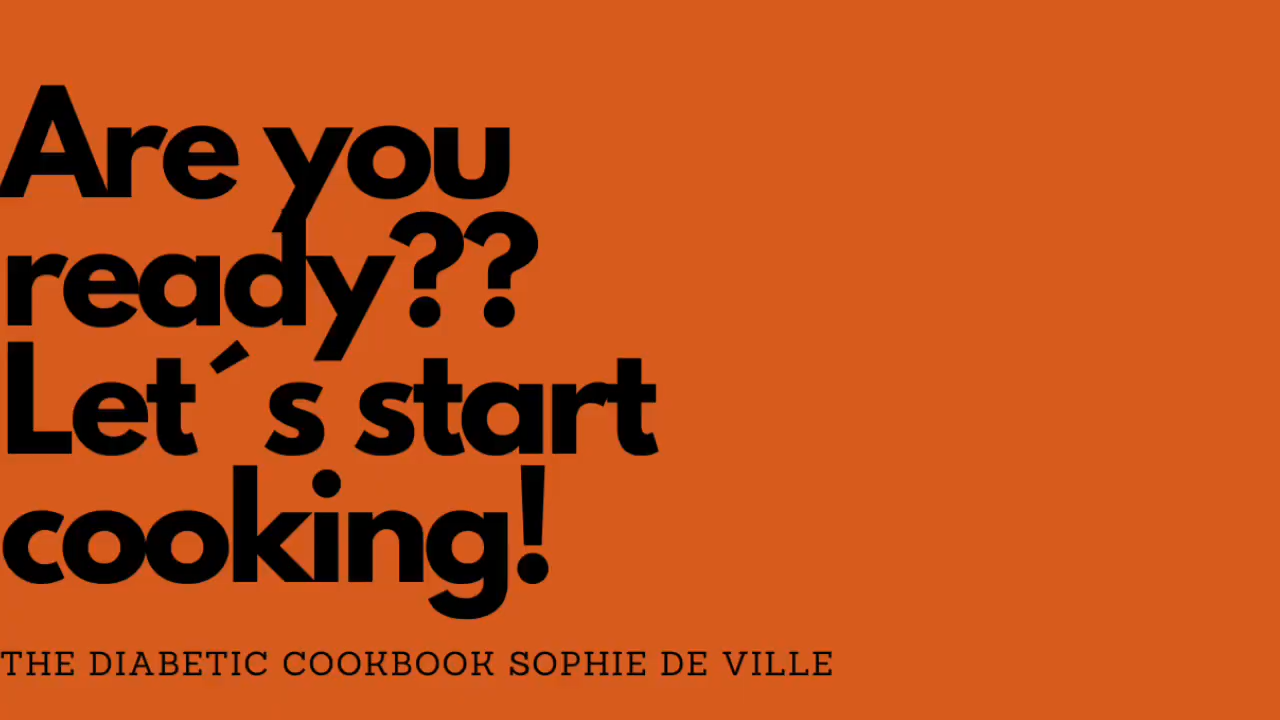 Are you
ready??
Let´s start
cooking!
THE DIABETIC COOKBOOK SOPHIE DE VILLE